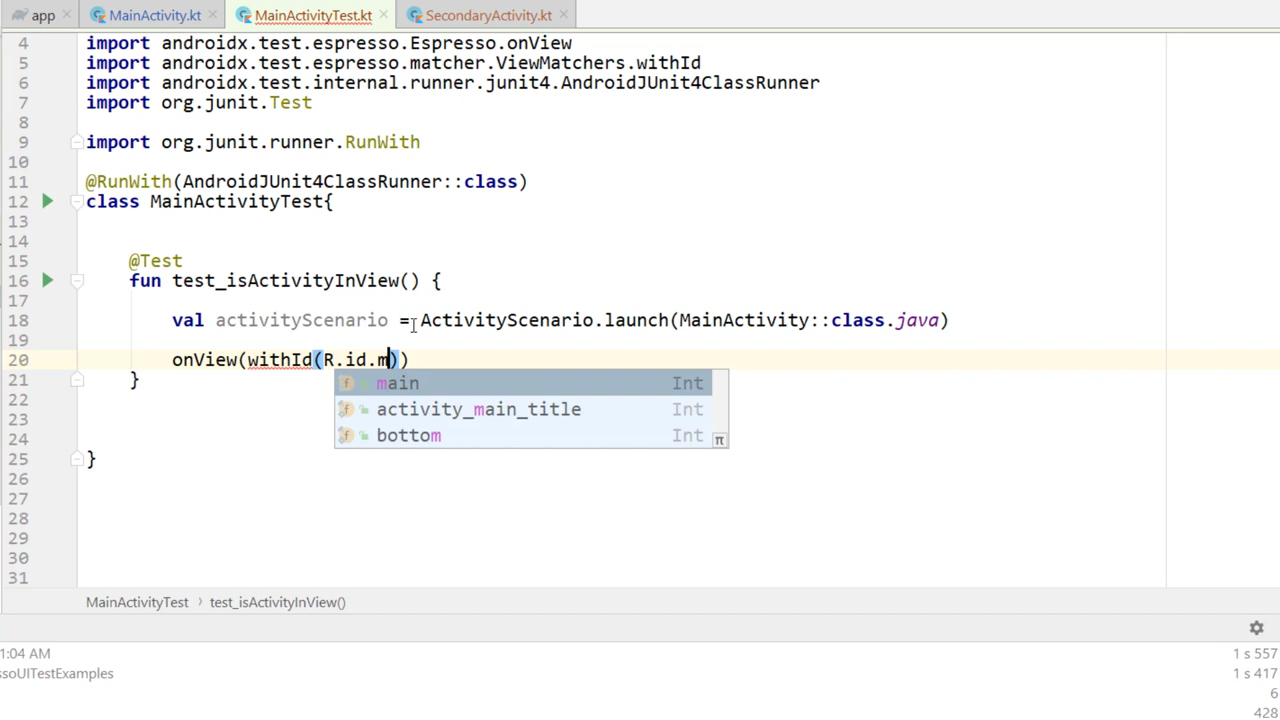 app MainActivity.kt MainActivityTest.kt SecondaryActivity.kt
4 import androidx.test.espresso.Espresso.onView
5 import androidx.test.espresso.matcher.ViewMatchers.withId
6 import androidx.test.internal.runner.junit4.AndroidJUnit4ClassRunner
7 import org.junit.Test
8
9 import org.junit.runner.RunWith
10
11 @RunWith(AndroidJUnit4ClassRunner::class)
12 class MainActivityTest{
13
14
15 @Test
16 fun test_isActivityInView() {
17
18 val activityScenario = ActivityScenario.launch(MainActivity::class.java)
19
20 onView(withId(R.id.m))
21 }
main Int
22
activity_main_title Int
23
bottom Int π
24
25 }
26
27
28
29
30
31
MainActivityTest › test_isActivityInView()
1:04 AM 1 s 557
ssoUITestExamples 1 s 417
6
428